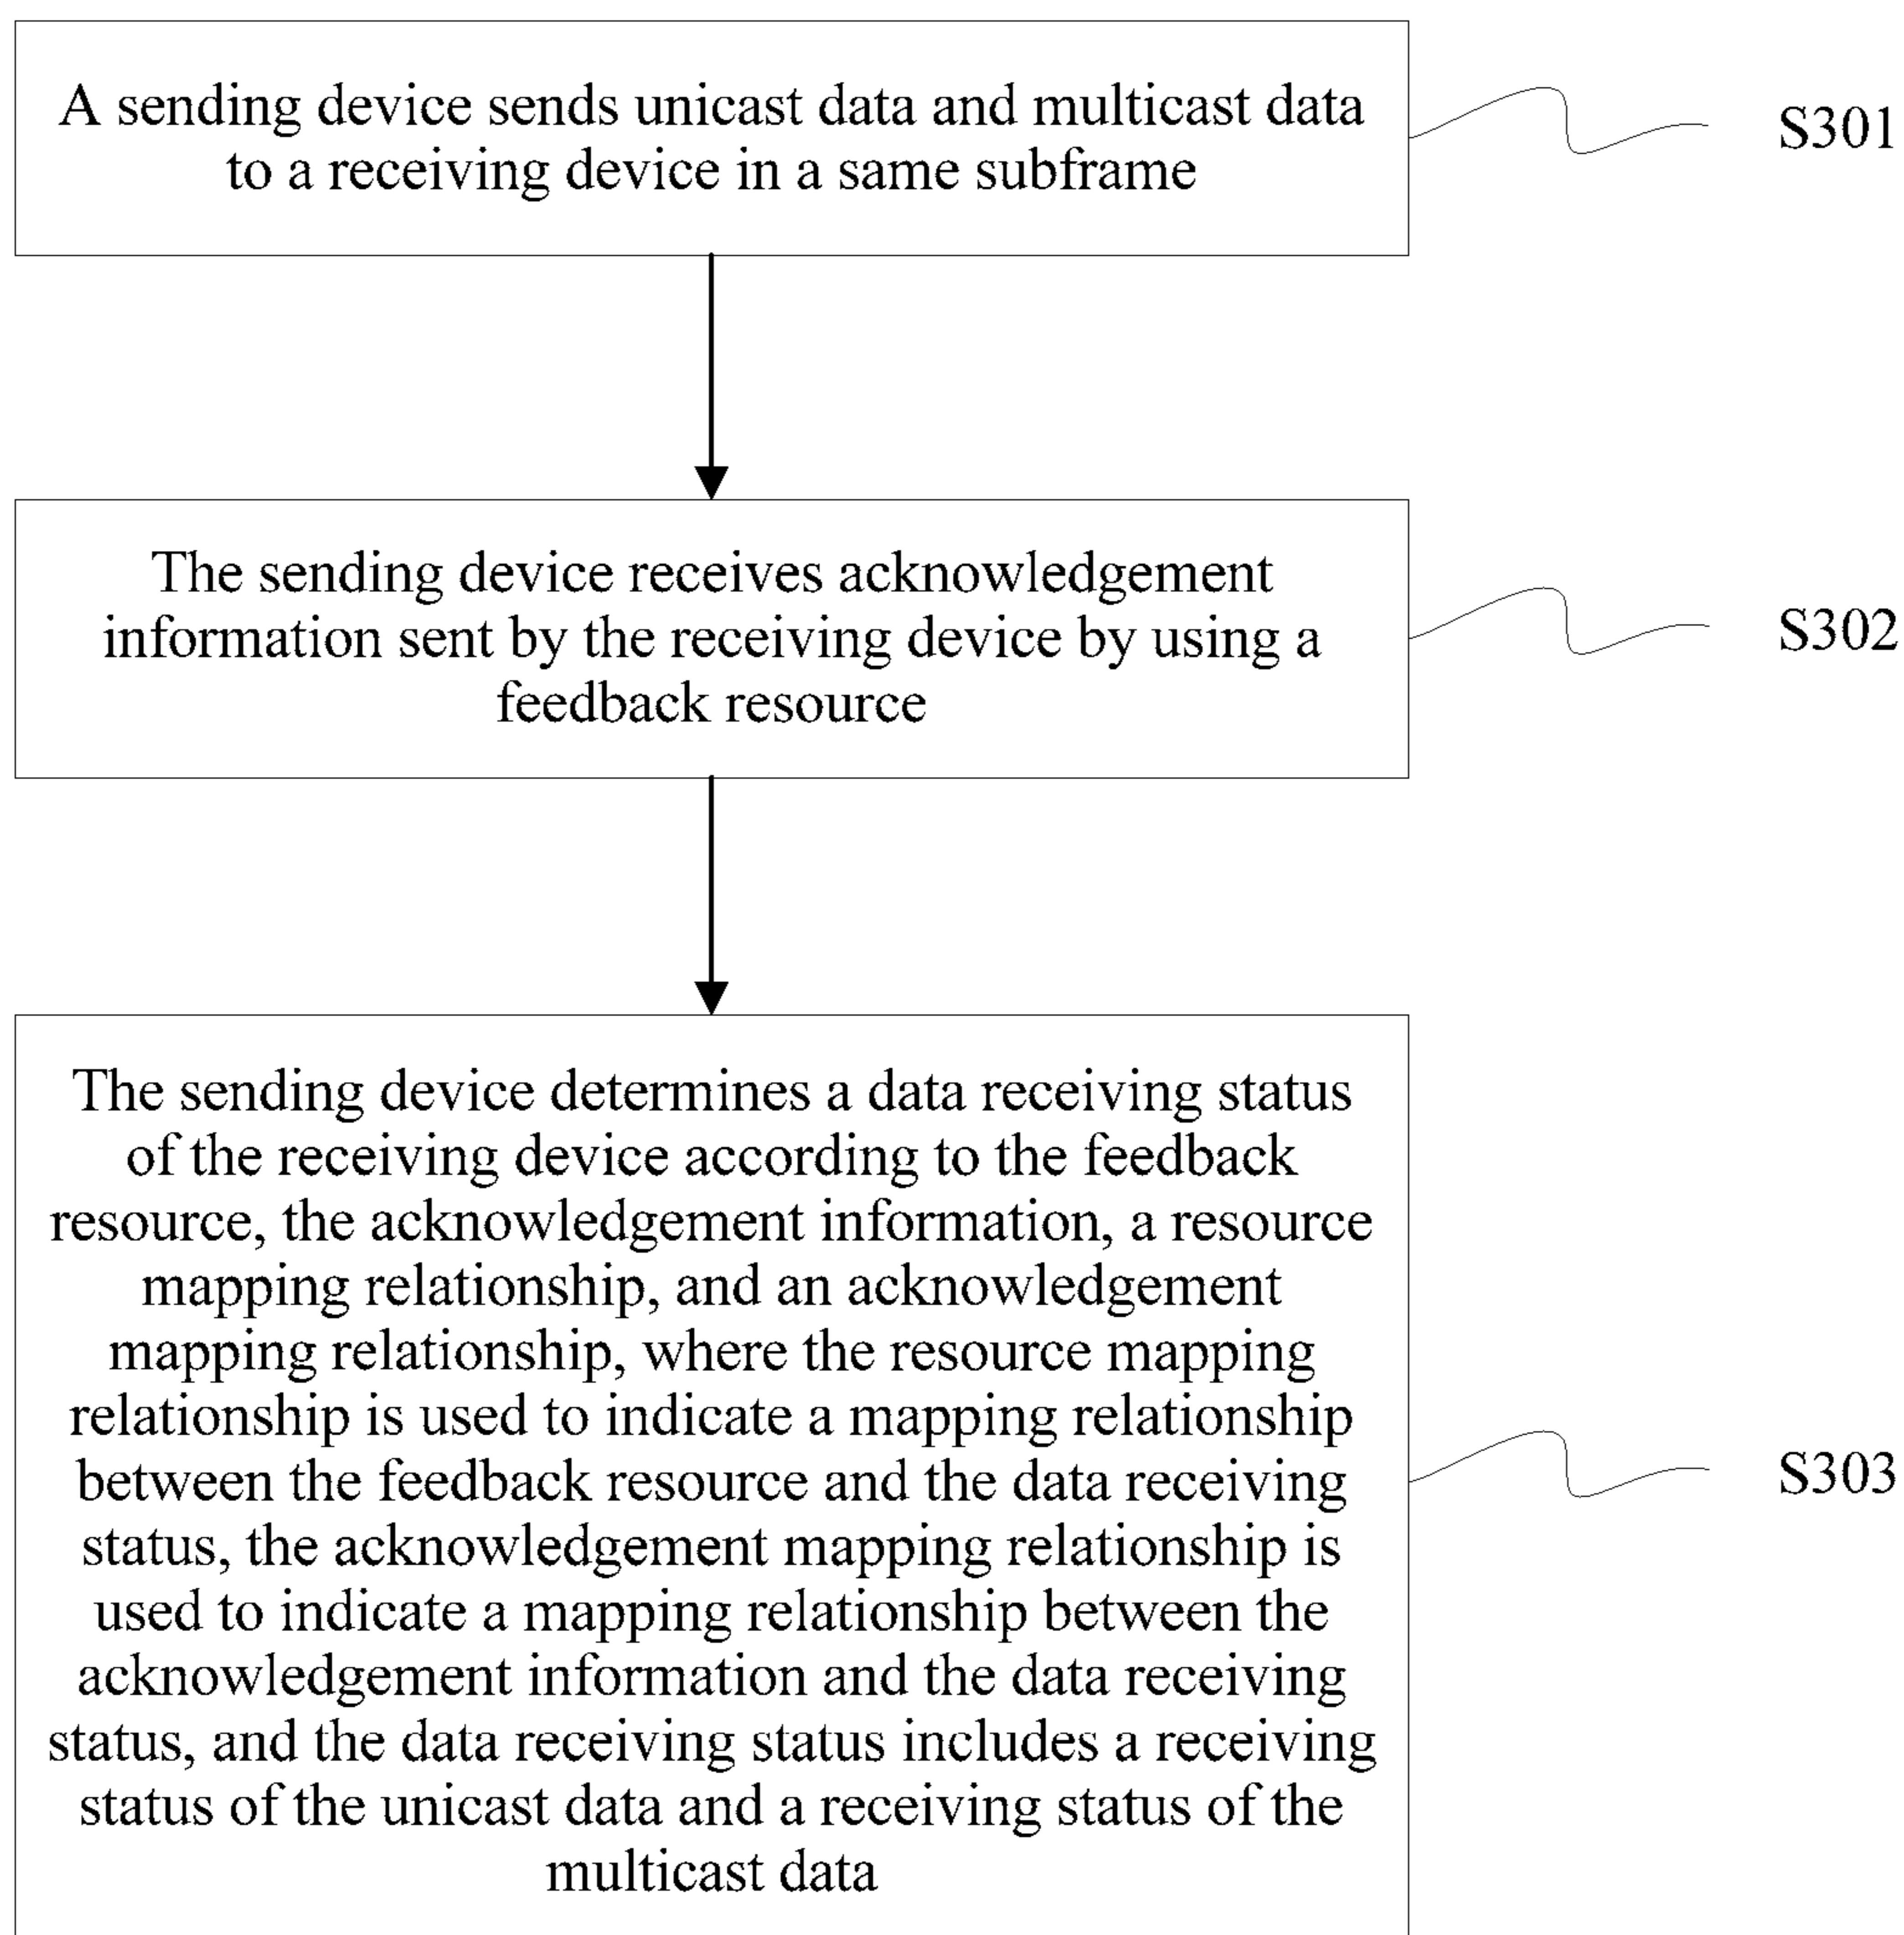 A sending device sends unicast data and multicast data
to a receiving device in a same subframe
S301
The sending device receives acknowledgement
information sent by the receiving device by using a
feedback resource
S302
The sending device determines a data receiving status
of the receiving device according to the feedback
resource, the acknowledgement information, a resource
mapping relationship, and an acknowledgement
mapping relationship, where the resource mapping
relationship is used to indicate a mapping relationship
between the feedback resource and the data receiving
status, the acknowledgement mapping relationship is
used to indicate a mapping relationship between the
acknowledgement information and the data receiving
status, and the data receiving status includes a receiving
status of the unicast data and a receiving status of the
multicast data
S303